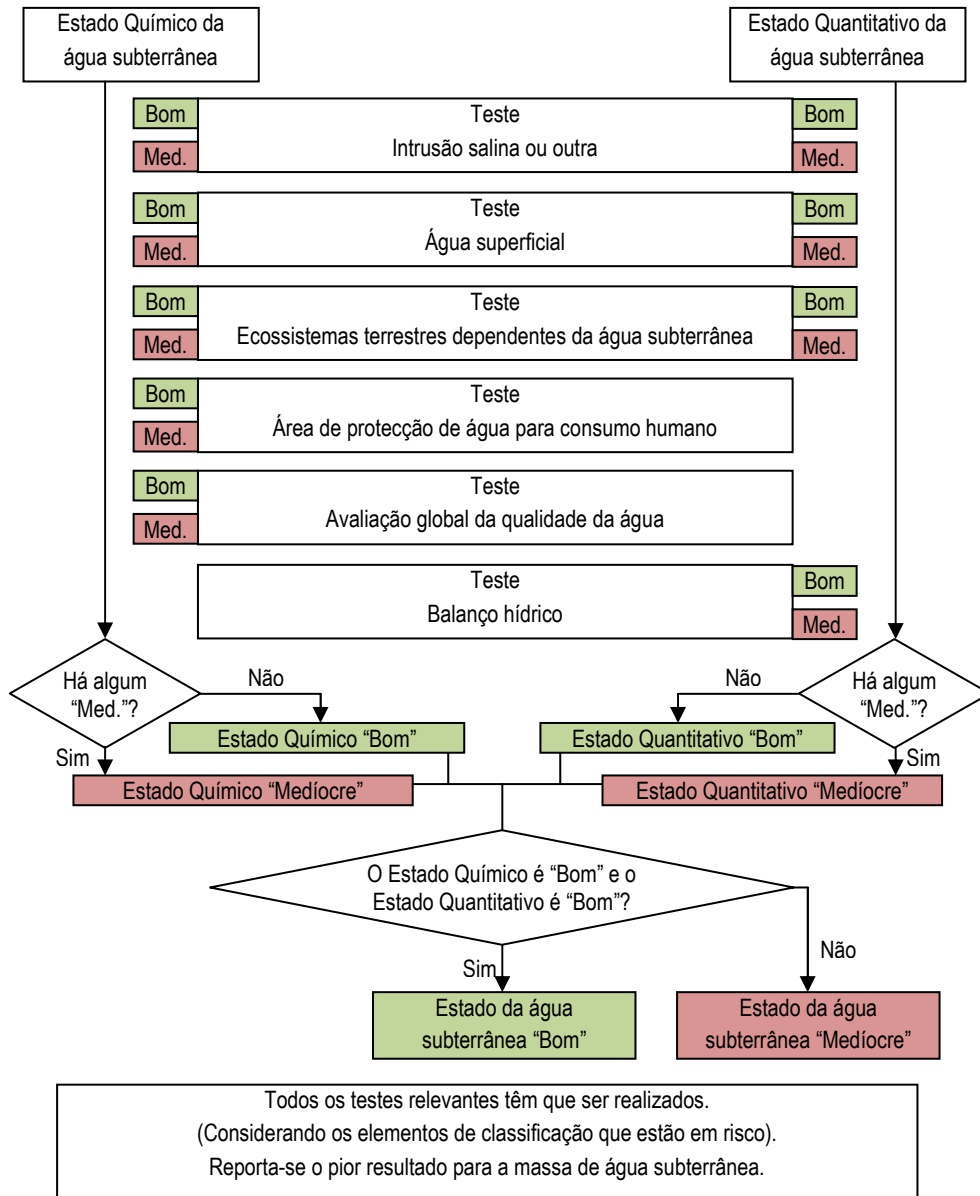 Estado Químico da
água subterrânea
Estado Quantitativo da
água subterrânea
Bom
Teste
Bom
Med.
Intrusão salina ou outra
Med.
Bom
Teste
Bom
Med.
Água superficial
Med.
Bom
Teste
Bom
Med.
Ecossistemas terrestres dependentes da água subterrânea
Med.
Bom
Teste
Med.
Área de protecção de água para consumo humano
Bom
Teste
Med.
Avaliação global da qualidade da água
Teste
Bom
Balanço hídrico
Med.
Há algum
“Med.”?
Não
Sim
Não
Há algum
“Med.”?
Sim
Estado Químico “Bom”
Estado Quantitativo “Bom”
Estado Químico “Medíocre”
Estado Quantitativo “Medíocre”
O Estado Químico é “Bom” e o
Estado Quantitativo é “Bom”?
Sim
Não
Estado da água
subterrânea “Bom”
Estado da água
subterrânea “Medíocre”
Todos os testes relevantes têm que ser realizados.
(Considerando os elementos de classificação que estão em risco).
Reporta-se o pior resultado para a massa de água subterrânea.